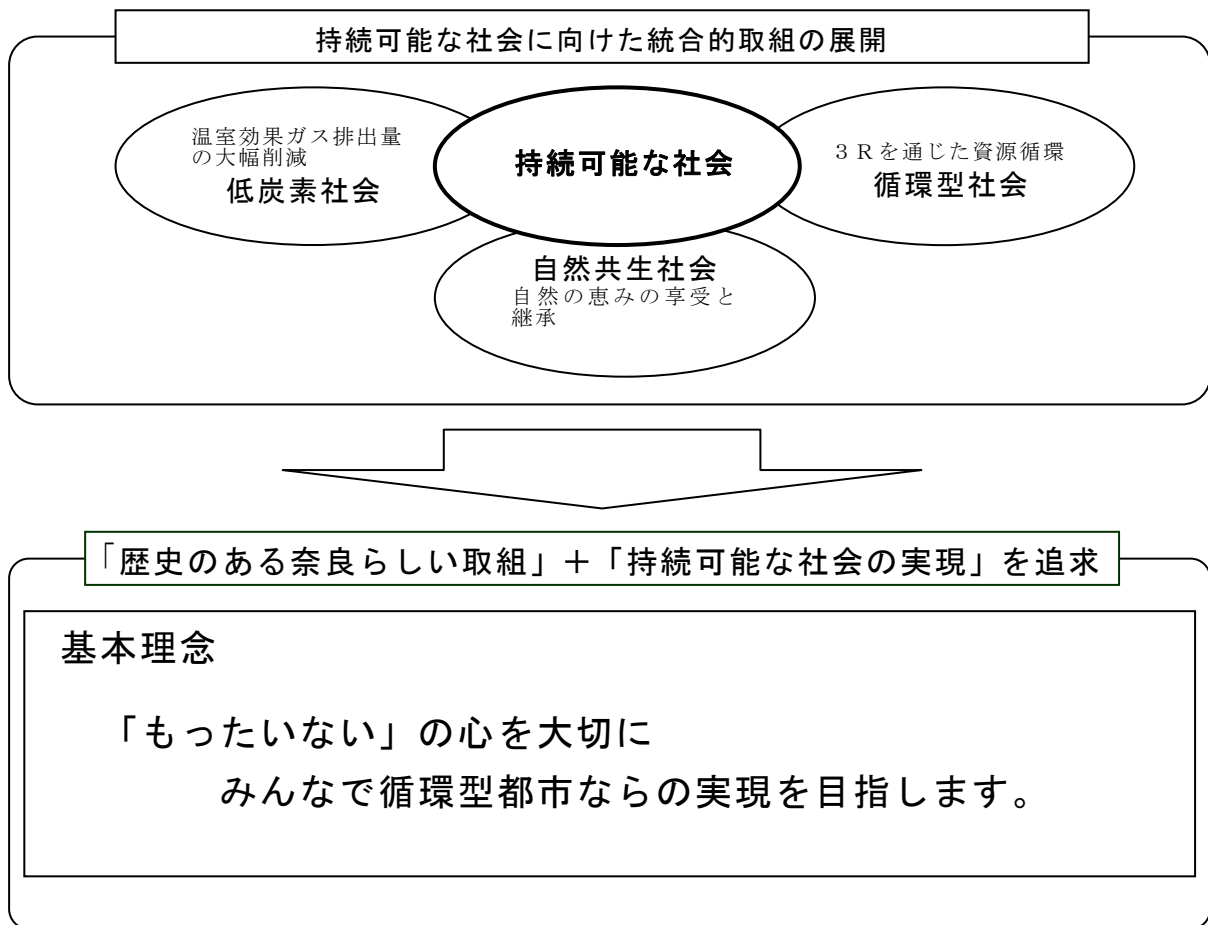 持続可能な社会に向けた統合的取組の展開
温室効果ガス排出量
の大幅削減
低炭素社会
持続可能な社会
３Ｒを通じた資源循環
循環型社会
自然共生社会
自然の恵みの享受と
継承
「歴史のある奈良らしい取組」＋「持続可能な社会の実現」を追求
基本理念
「もったいない」の心を大切に
みんなで循環型都市ならの実現を目指します。